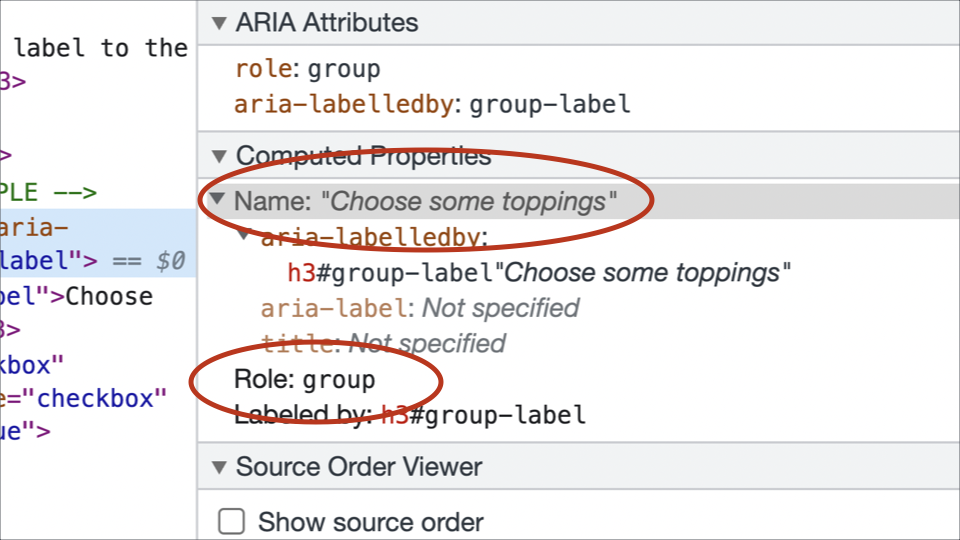 label to the
3>
>
PLE -->
aria-
label"> == $0
bel">Choose
3>
kbox"
e="checkbox"
ue">
ARIA Attributes
role: group
aria-labelledby: group-label
Computed Properties
Name: "Choose some toppings"
aria-labelledby:
h3#group-label"Choose some toppings"
aria-label: Not specified
title: Not specified
Role: group
Labeled by: h3#group-label
Source Order Viewer
Show source order